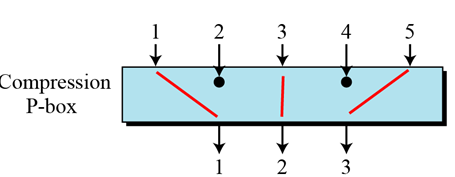 1 2 3 4 5
Compression
P-box
1 2 3